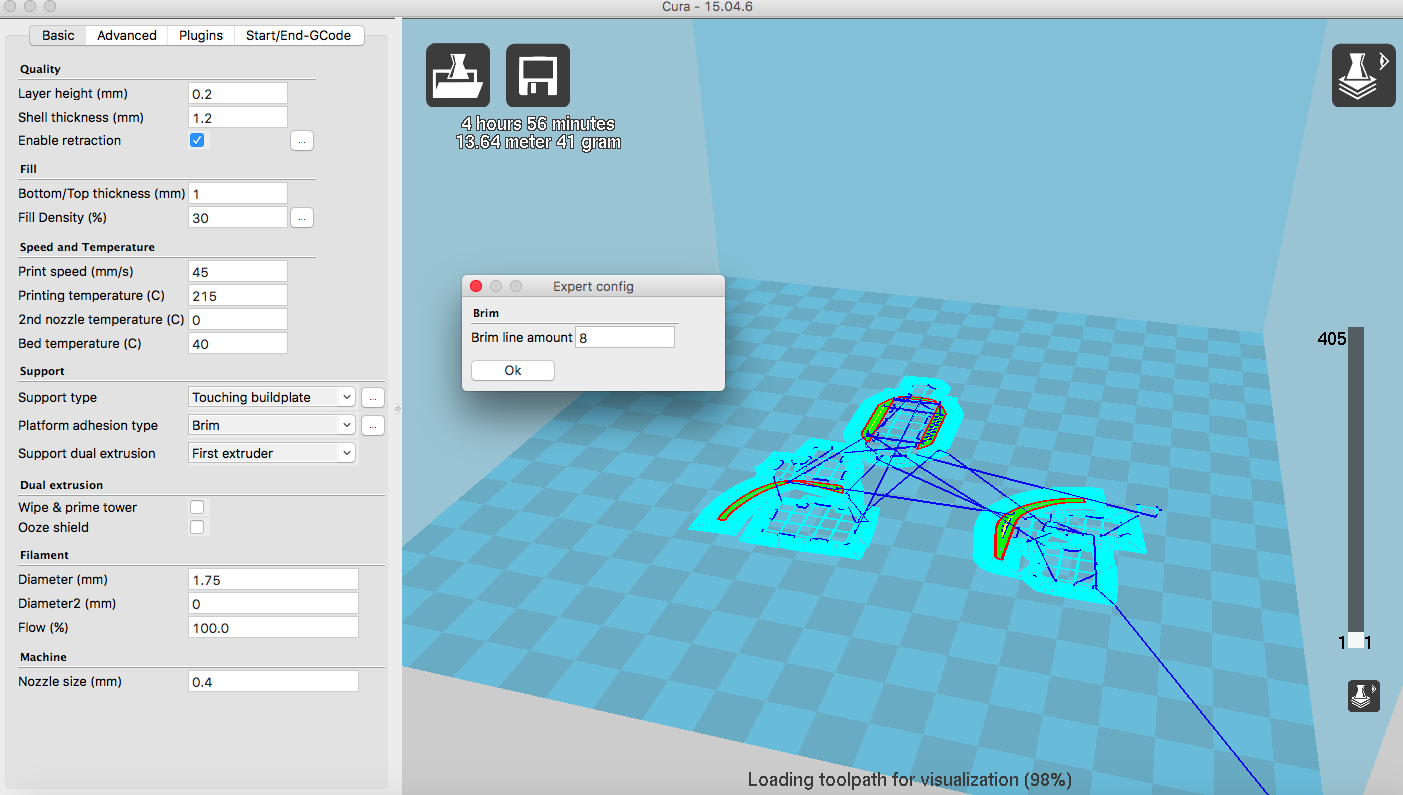 Cura - 15.04.6
Basic Advanced Plugins Start/End-GCode
Quality
Layer height (mm) 0.2
Shell thickness (mm) 1.2
Enable retraction ...
Fill
Bottom/Top thickness (mm) 1
Fill Density (%) 30 ...
Speed and Temperature
Print speed (mm/s) 45
Printing temperature (C) 215
2nd nozzle temperature (C) 0
Bed temperature (C) 40
Support
Support type Touching buildplate ...
Platform adhesion type Brim ...
Support dual extrusion First extruder
Dual extrusion
Wipe & prime tower
Ooze shield
Filament
Diameter (mm) 1.75
Diameter2 (mm) 0
Flow (%) 100.0
Machine
Nozzle size (mm) 0.4
4 hours 56 minutes
13.64 meter 41 gram
Expert config
Brim
Brim line amount 8
Ok
405
1 1
Loading toolpath for visualization (98%)